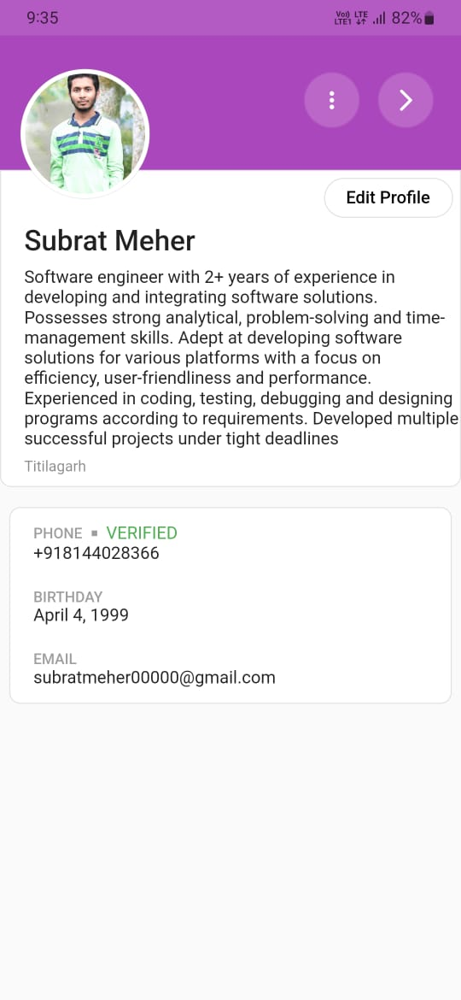 9:35
Vo)) LTE
LTE1
82%
Edit Profile
Subrat Meher
Software engineer with 2+ years of experience in
developing and integrating software solutions.
Possesses strong analytical, problem-solving and time-
management skills. Adept at developing software
solutions for various platforms with a focus on
efficiency, user-friendliness and performance.
Experienced in coding, testing, debugging and designing
programs according to requirements. Developed multiple
successful projects under tight deadlines
Titilagarh
PHONE ▪ VERIFIED
+918144028366
BIRTHDAY
April 4, 1999
EMAIL
subratmeher00000@gmail.com